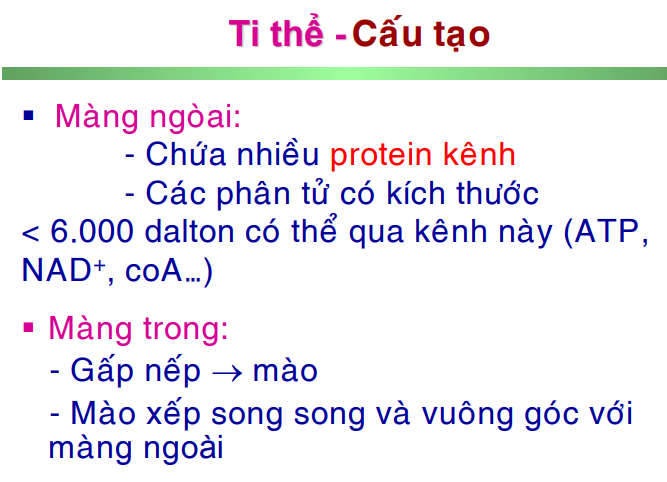 Ti thể - Cấu tạo
▪ Màng ngòai:
- Chứa nhiều protein kênh
- Các phân tử có kích thước
< 6.000 dalton có thể qua kênh này (ATP,
NAD⁺, coA…)
▪ Màng trong:
- Gấp nếp → mào
- Mào xếp song song và vuông góc với
màng ngoài